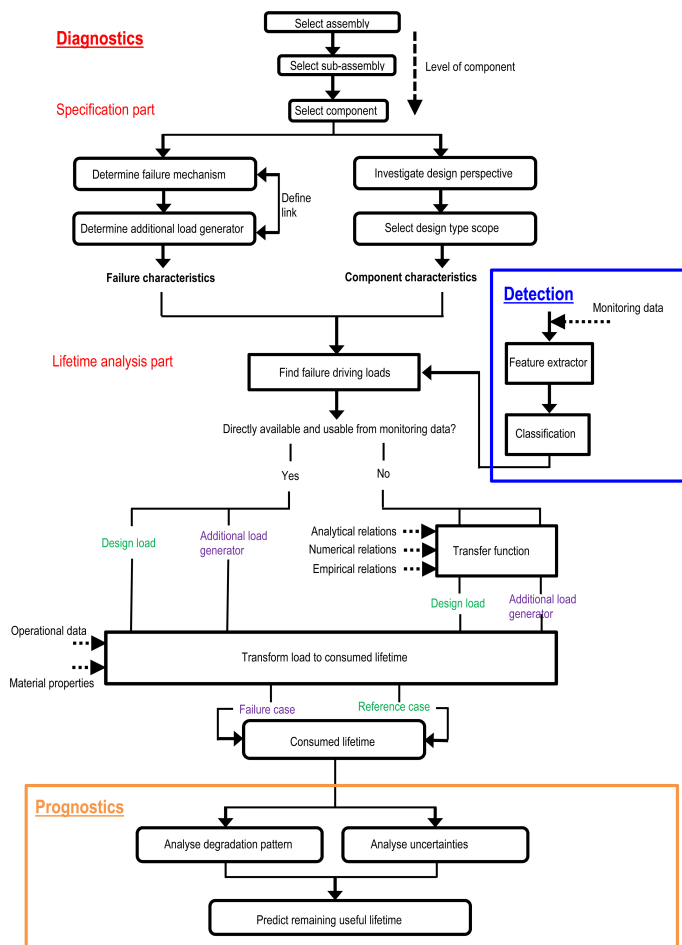 Select assembly
Diagnostics
Select sub-assembly
Level of component
Specification part
Select component
Determine failure mechanism
Investigate design perspective
Define
link
Determine additional load generator
Select design type scope
Failure characteristics
Component characteristics
Detection
Monitoring data
Feature extractor
Classification
Lifetime analysis part
Find failure driving loads
Directly available and usable from monitoring data?
Yes
No
Design load
Additional load
generator
Analytical relations
Numerical relations
Empirical relations
Transfer function
Design load
Additional load
generator
Operational data
Material properties
Transform load to consumed lifetime
Failure case
Reference case
Consumed lifetime
Prognostics
Analyse degradation pattern
Analyse uncertainties
Predict remaining useful lifetime